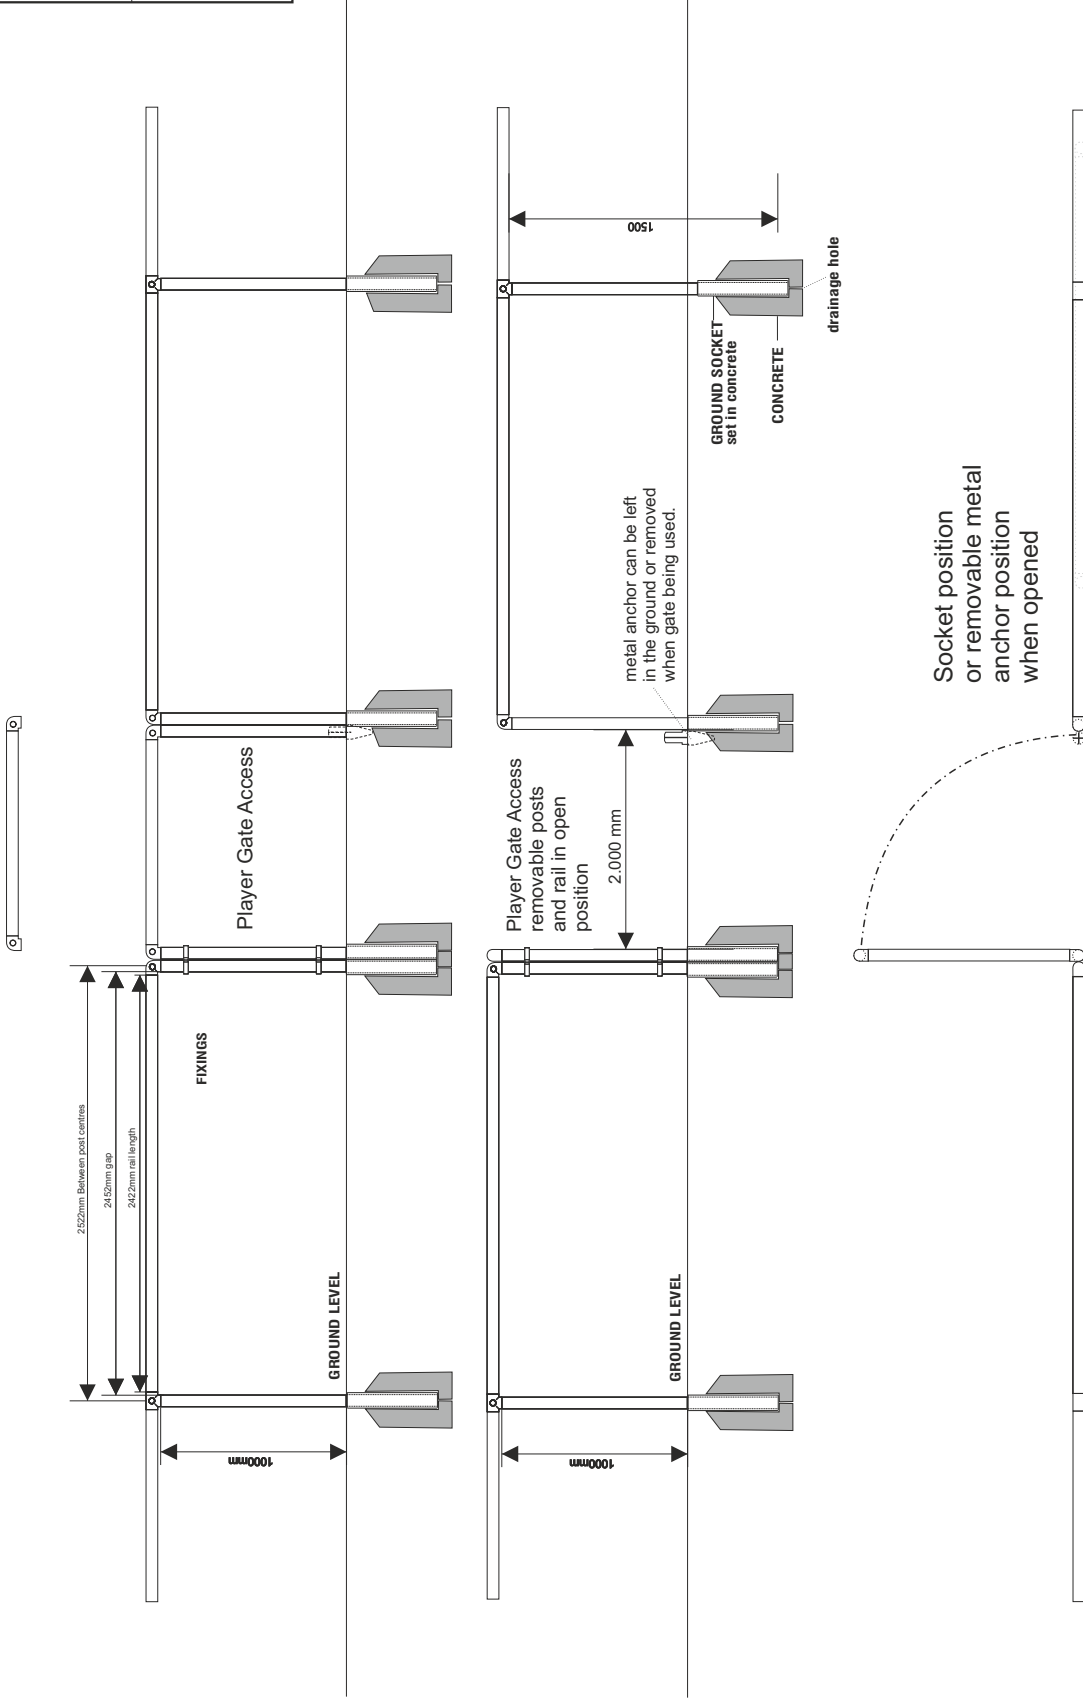 2522mm Between post centres
2452mm gap
2422mm rail length
FIXINGS
Player Gate Access
GROUND LEVEL
1000mm
Player Gate Access
removable posts
and rail in open
position
2.000 mm
metal anchor can be left
in the ground or removed
when gate being used.
1500
GROUND SOCKET
set in concrete
CONCRETE
drainage hole
GROUND LEVEL
1000mm
Socket position
or removable metal
anchor position
when opened